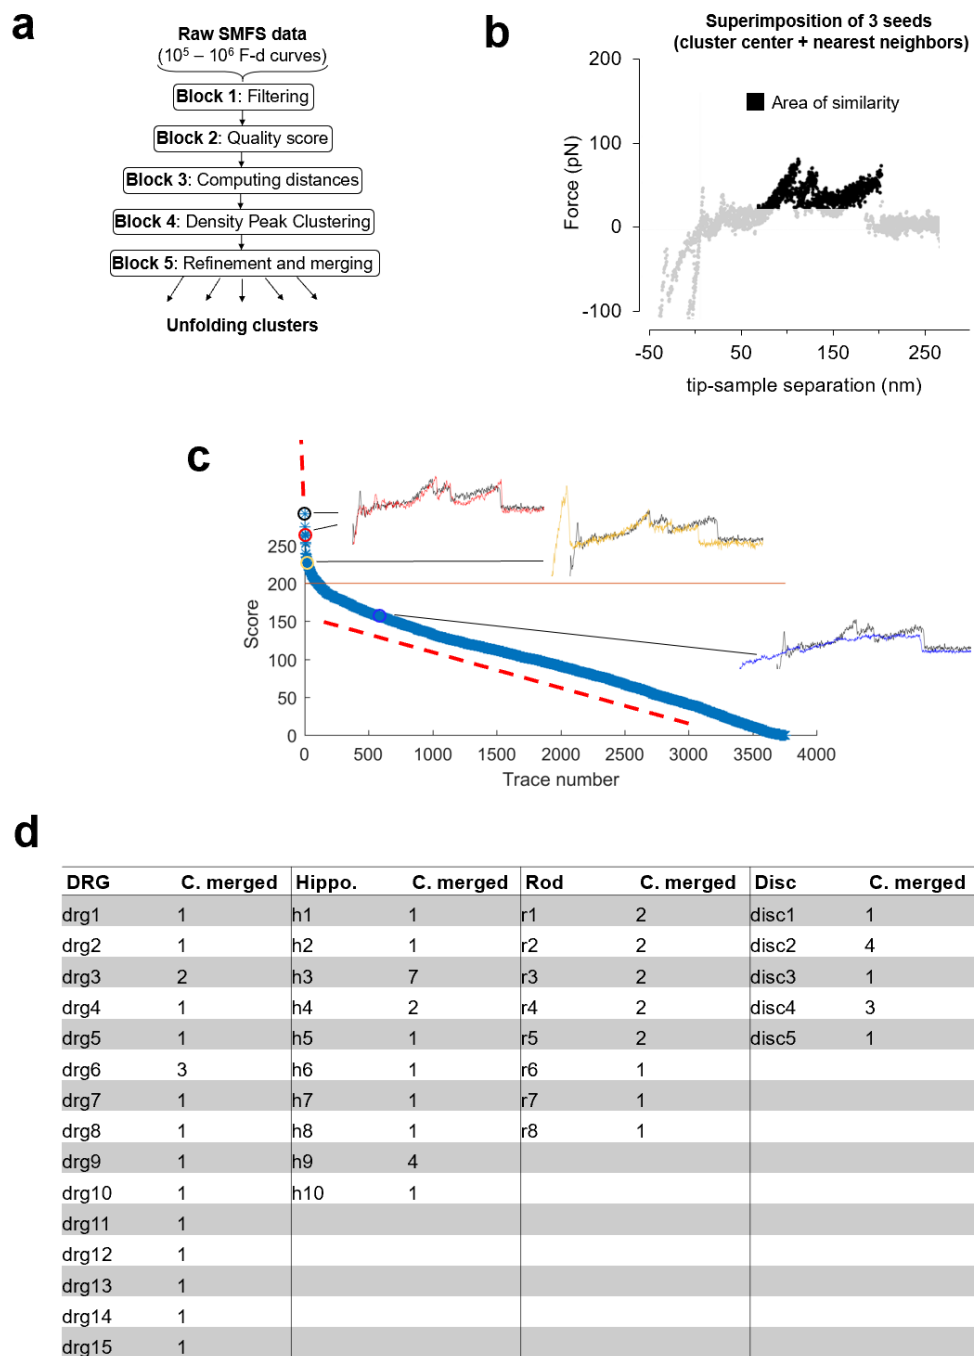 a
Raw SMFS data
(10⁵ – 10⁶ F-d curves)
Block 1: Filtering
Block 2: Quality score
Block 3: Computing distances
Block 4: Density Peak Clustering
Block 5: Refinement and merging
Unfolding clusters
b
Superimposition of 3 seeds
(cluster center + nearest neighbors)
Area of similarity
Force (pN)
200
100
0
-100
-50
50
150
250
tip-sample separation (nm)
c
Score
250
200
150
100
50
0
0
500
1000
1500
2000
2500
3000
3500
4000
Trace number
d
DRG C. merged Hippo. C. merged Rod C. merged Disc C. merged
drg1 1 h1 1 r1 2 disc1 1
drg2 1 h2 1 r2 2 disc2 4
drg3 2 h3 7 r3 2 disc3 1
drg4 1 h4 2 r4 2 disc4 3
drg5 1 h5 1 r5 2 disc5 1
drg6 3 h6 1 r6 1
drg7 1 h7 1 r7 1
drg8 1 h8 1 r8 1
drg9 1 h9 4
drg10 1 h10 1
drg11 1
drg12 1
drg13 1
drg14 1
drg15 1